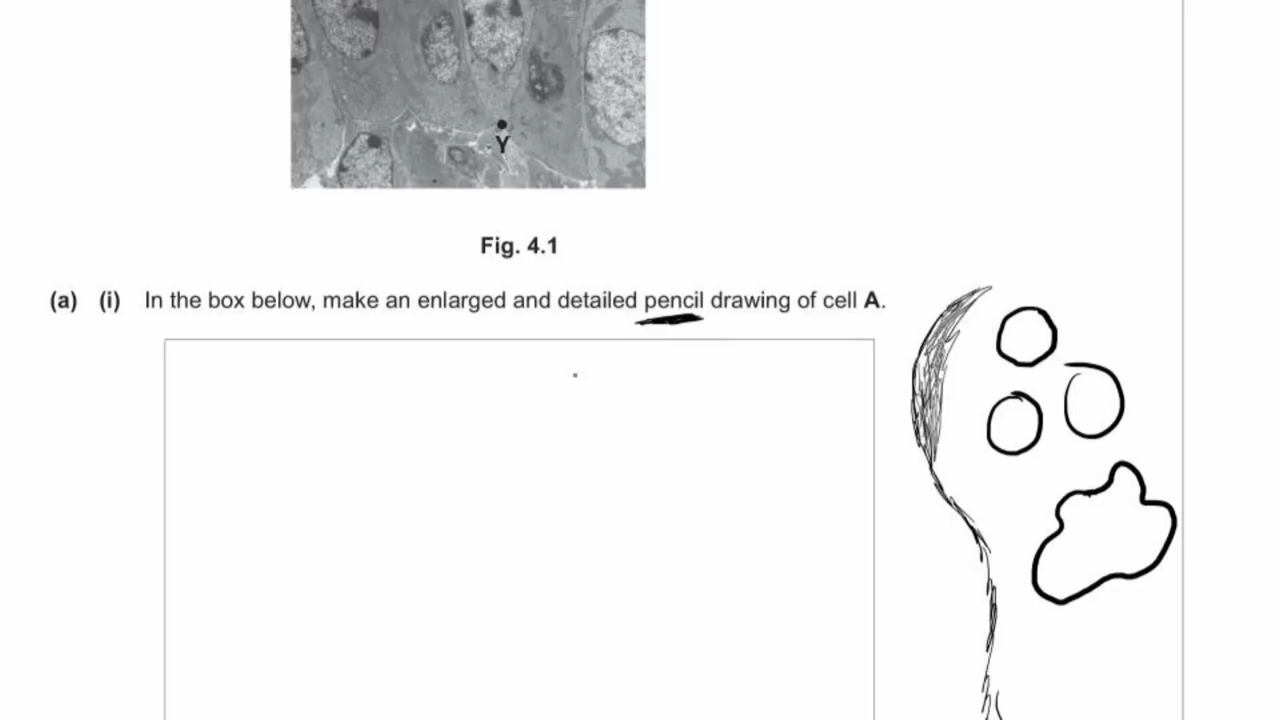 Y
Fig. 4.1
(a) (i) In the box below, make an enlarged and detailed pencil drawing of cell A.